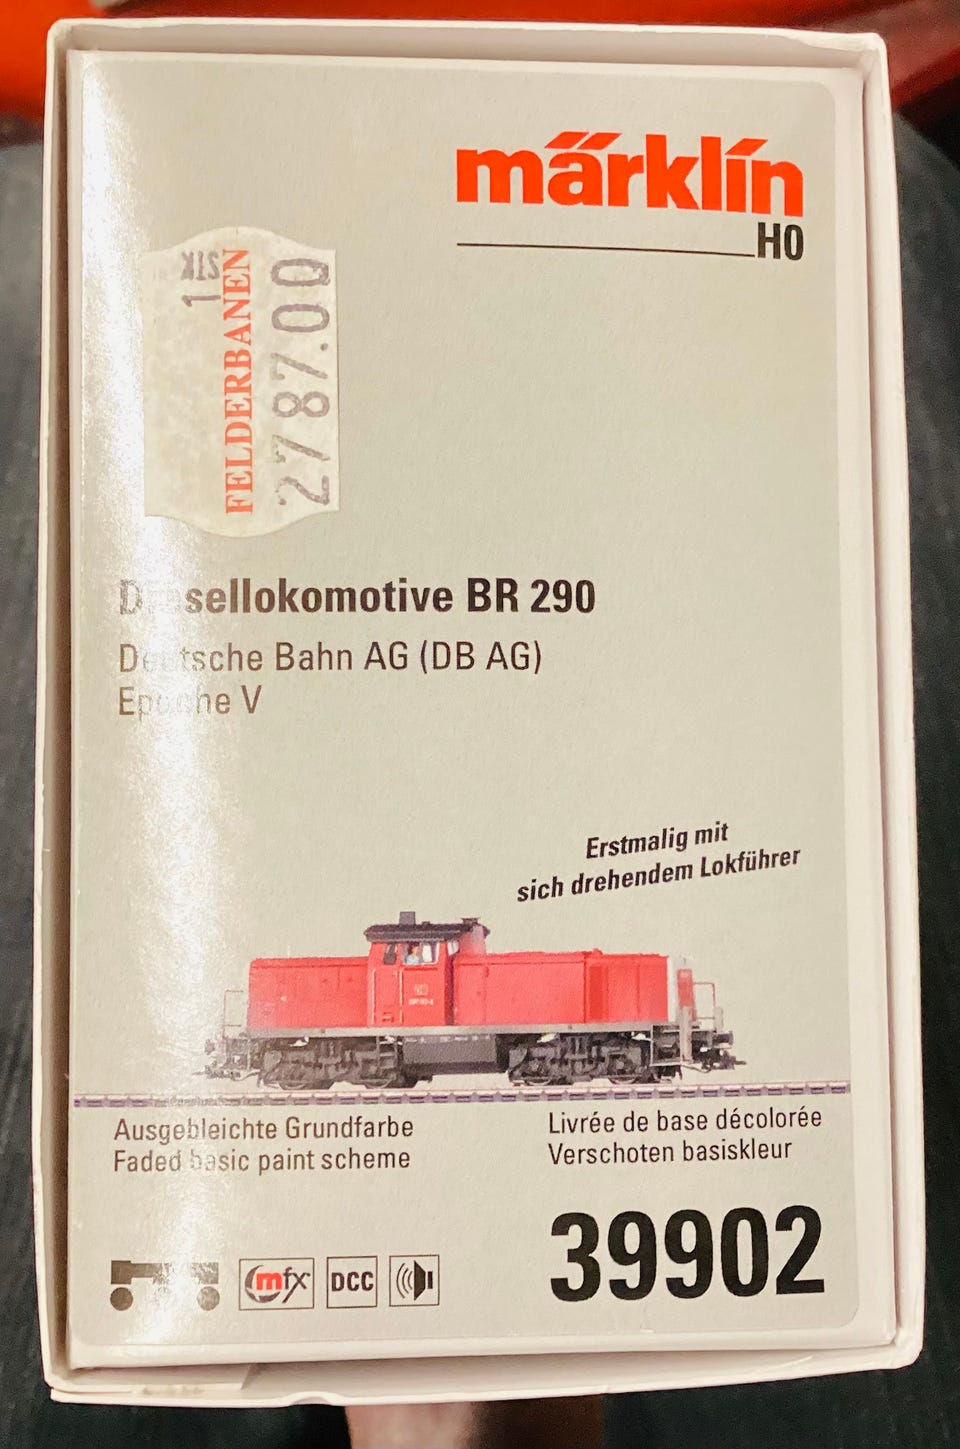 märklin
H0
1 STK
FELDERBANEN
2787.00
Diesellokomotive BR 290
Deutsche Bahn AG (DB AG)
Epoche V
Erstmalig mit
sich drehendem Lokführer
Ausgebleichte Grundfarbe
Faded basic paint scheme
Livrée de base décolorée
Verschoten basiskleur
39902
mfx
DCC